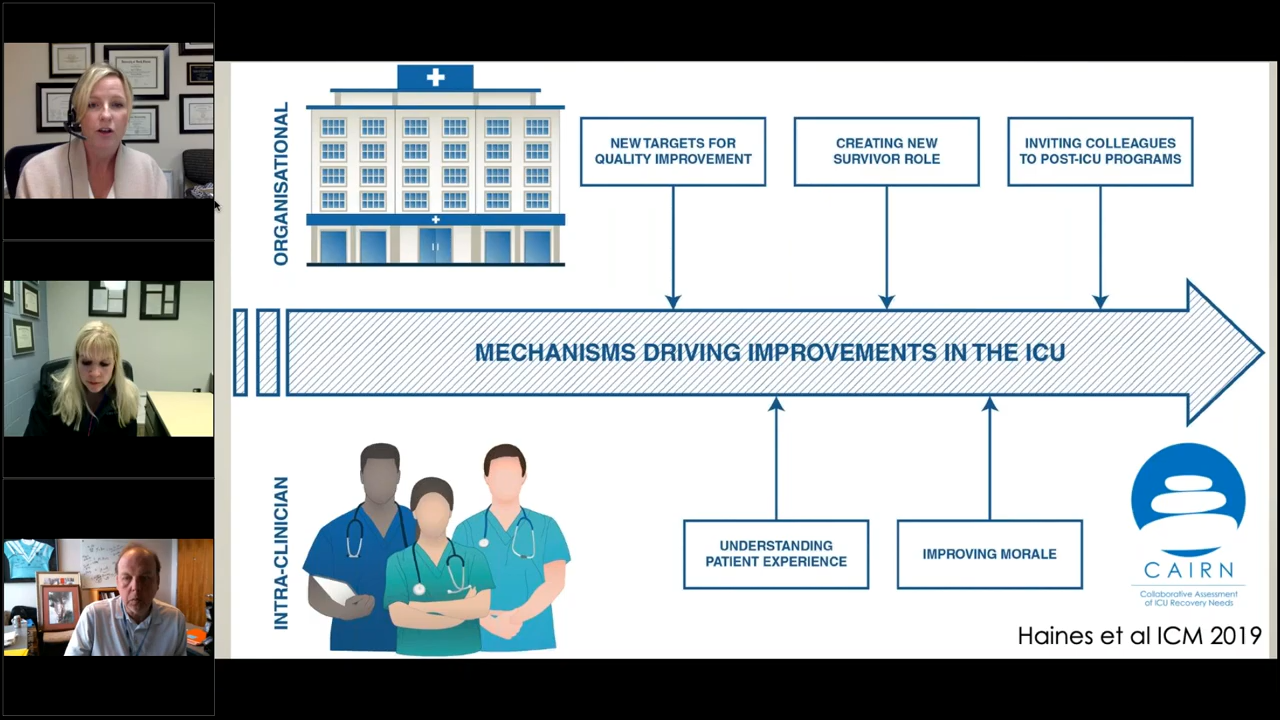 ORGANISATIONAL
NEW TARGETS FOR
QUALITY IMPROVEMENT
CREATING NEW
SURVIVOR ROLE
INVITING COLLEAGUES
TO POST-ICU PROGRAMS
MECHANISMS DRIVING IMPROVEMENTS IN THE ICU
INTRA-CLINICIAN
UNDERSTANDING
PATIENT EXPERIENCE
IMPROVING MORALE
CAIRN
Collaborative Assessment
of ICU Recovery Needs
Haines et al ICM 2019